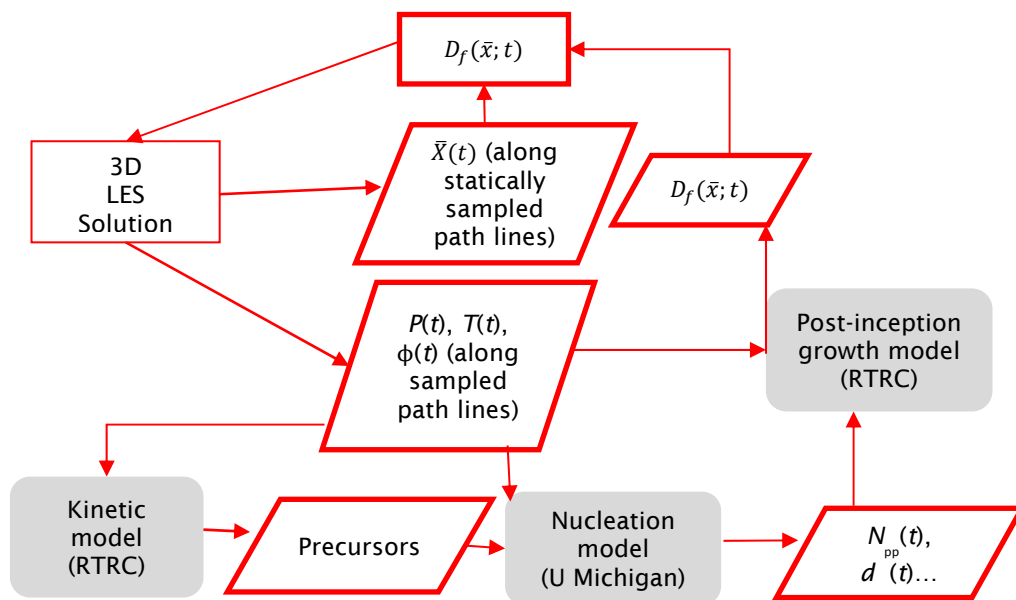 D_f(x̄; t)
3D
LES
Solution
X̄(t) (along
statically
sampled
path lines)
D_f(x̄; t)
P(t), T(t),
ϕ(t) (along
sampled
path lines)
Post-inception
growth model
(RTRC)
Kinetic
model
(RTRC)
Precursors
Nucleation
model
(U Michigan)
N_pp(t),
d (t)...